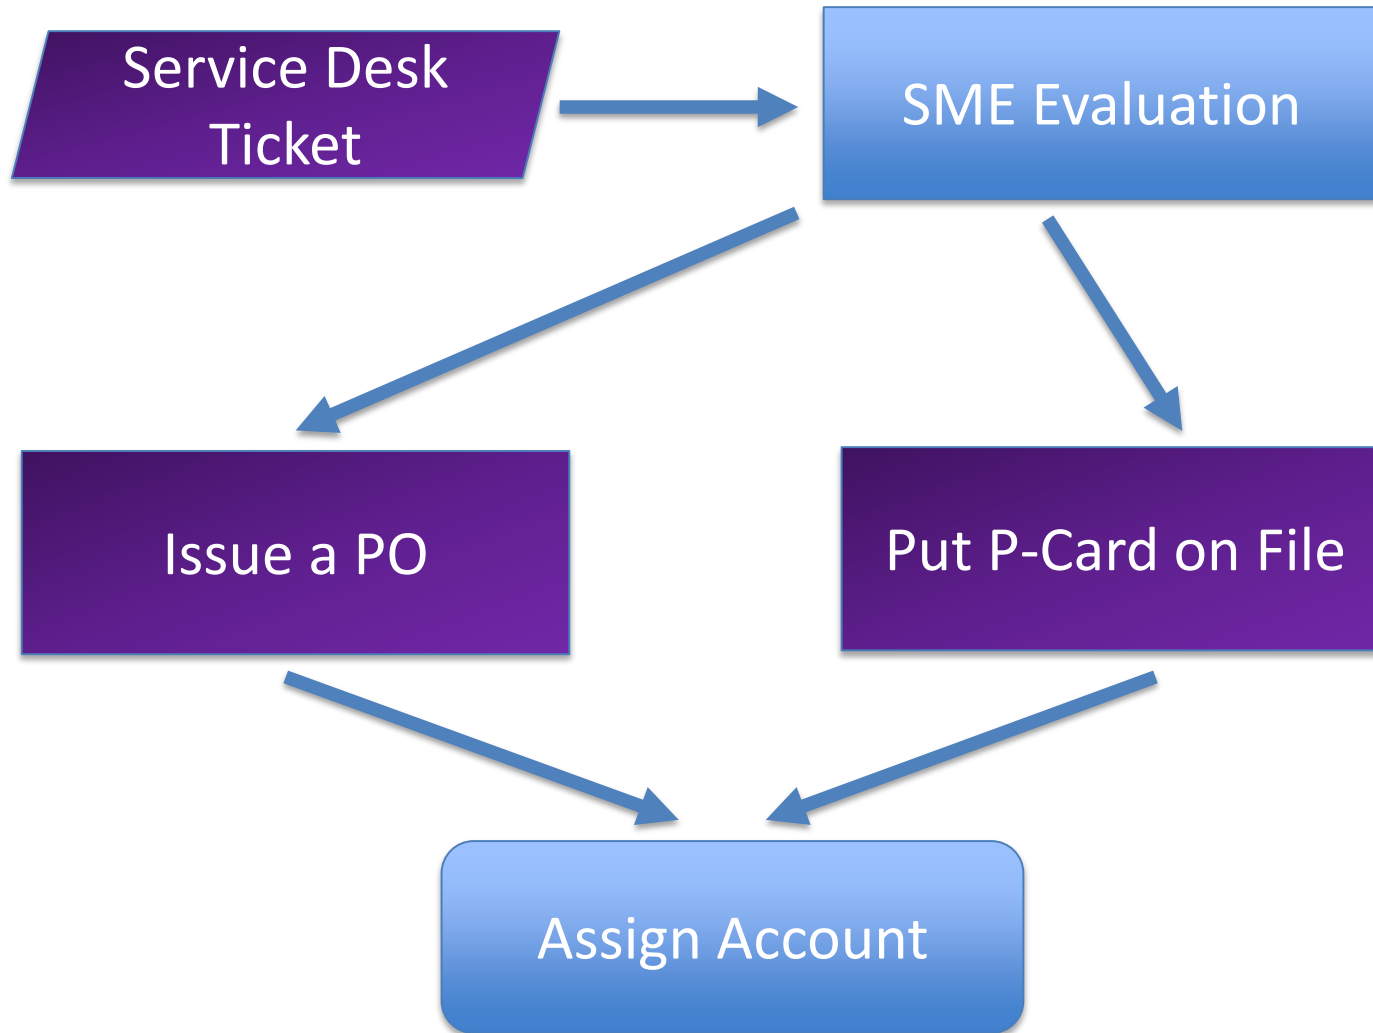 Service Desk
Ticket
SME Evaluation
Issue a PO
Put P-Card on File
Assign Account